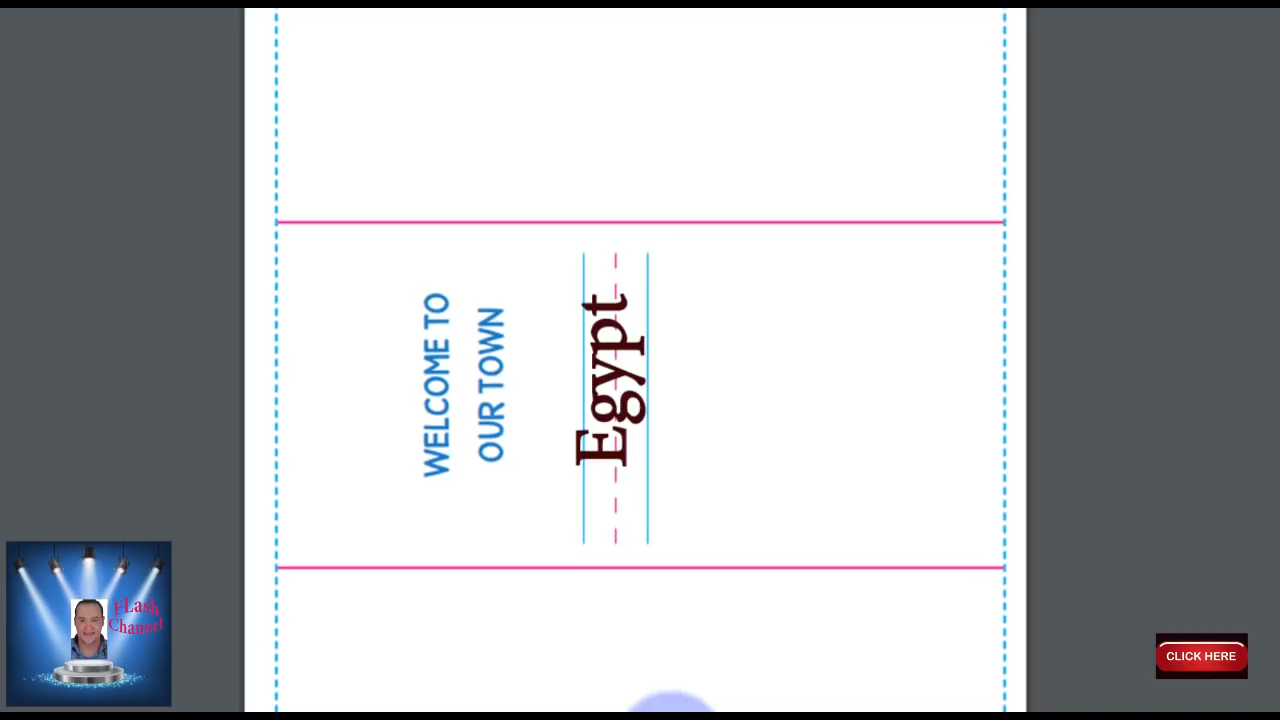 WELCOME TO
OUR TOWN
Egypt
FLash
Channel
CLICK HERE